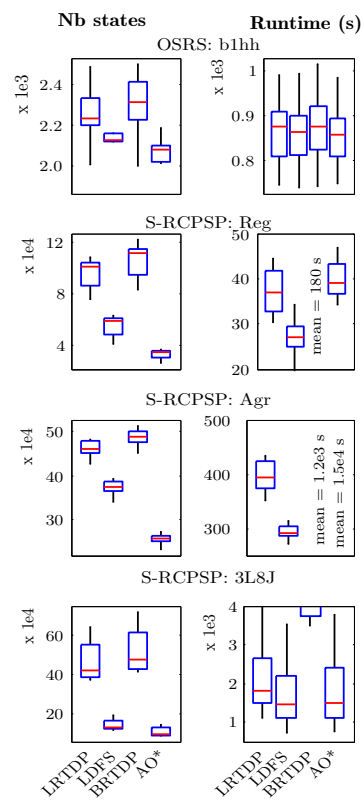 Nb states Runtime (s)
OSRS: b1hh
x 1e3
2.4
2.2
2.0
x 1e3
1
0.9
0.8
S-RCPSP: Reg
x 1e4
12
8
4
50
40
30
20
mean = 180 s
S-RCPSP: Agr
x 1e4
50
40
30
500
400
300
mean = 1.2e3 s
mean = 1.5e4 s
S-RCPSP: 3L8J
x 1e4
60
40
20
x 1e3
4
3
2
1
LRTDP
LDFS
BRTDP
AO*
LRTDP
LDFS
BRTDP
AO*